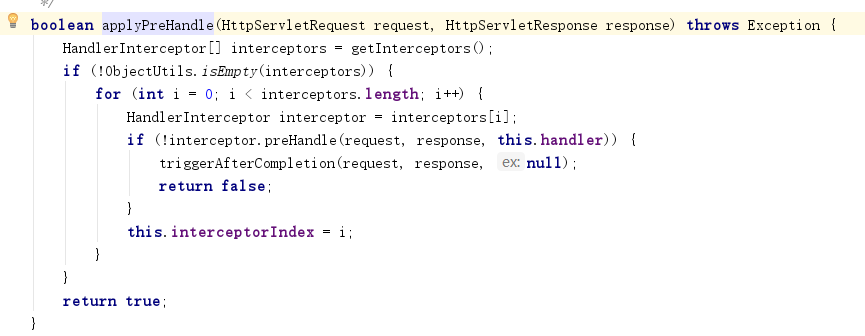 */
boolean applyPreHandle(HttpServletRequest request, HttpServletResponse response) throws Exception {
HandlerInterceptor[] interceptors = getInterceptors();
if (!ObjectUtils.isEmpty(interceptors)) {
for (int i = 0; i < interceptors.length; i++) {
HandlerInterceptor interceptor = interceptors[i];
if (!interceptor.preHandle(request, response, this.handler)) {
triggerAfterCompletion(request, response, ex: null);
return false;
}
this.interceptorIndex = i;
}
}
return true;
}